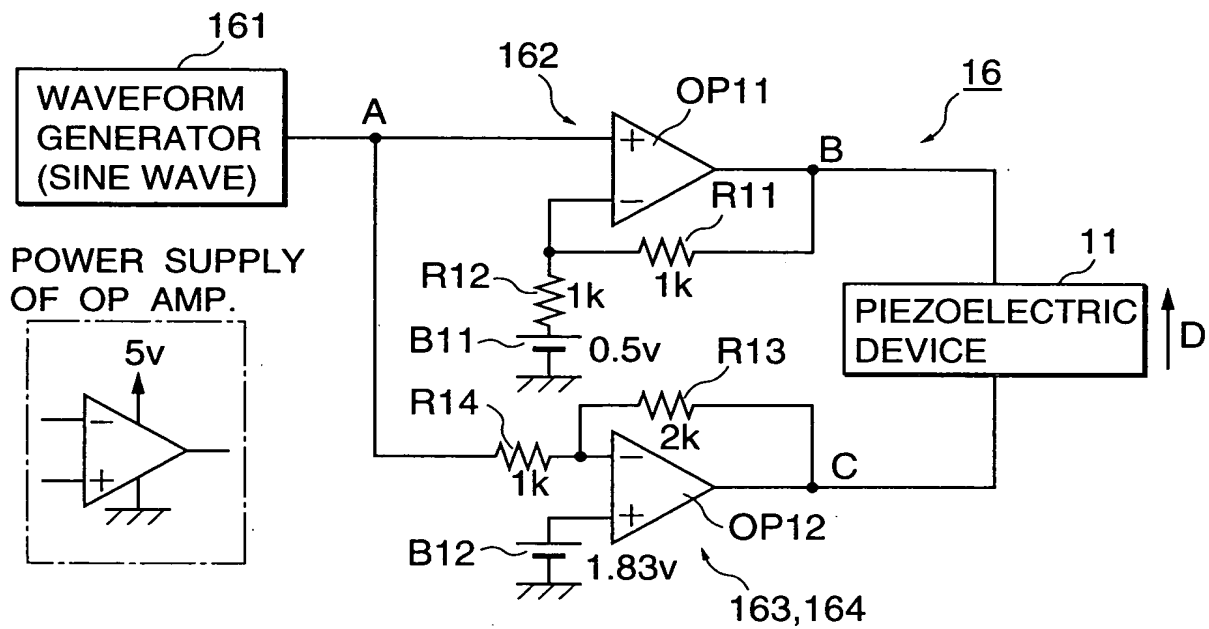 161
WAVEFORM
GENERATOR
(SINE WAVE)
A
162
OP11
16
B
+
−
R11
1k
R12
1k
B11
0.5v
11
PIEZOELECTRIC
DEVICE
D
POWER SUPPLY
OF OP AMP.
5v
−
+
R13
2k
R14
1k
−
+
C
OP12
B12
1.83v
163,164